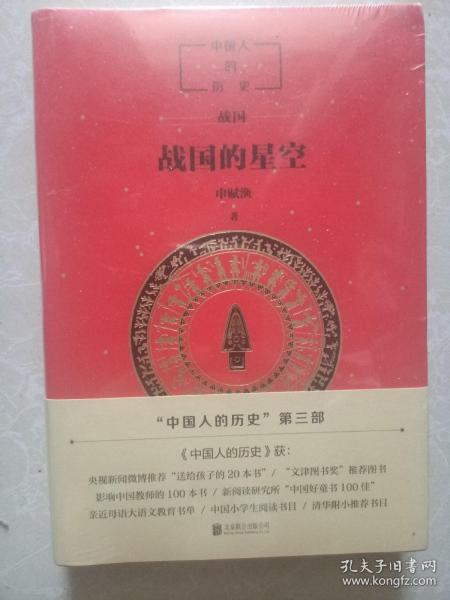 中国人
的
历史
战国
战国的星空
申赋渔
著
“中国人的历史”第三部
《中国人的历史》获：
央视新闻微博推荐“送给孩子的20本书” / “文津图书奖”推荐图书
影响中国教师的100本书 / 新阅读研究所“中国好童书100佳”
亲近母语大语文教育书单 / 中国小学生阅读书目 / 清华附小推荐书目
北京联合出版公司
孔夫子旧书网
www.kongfz.com